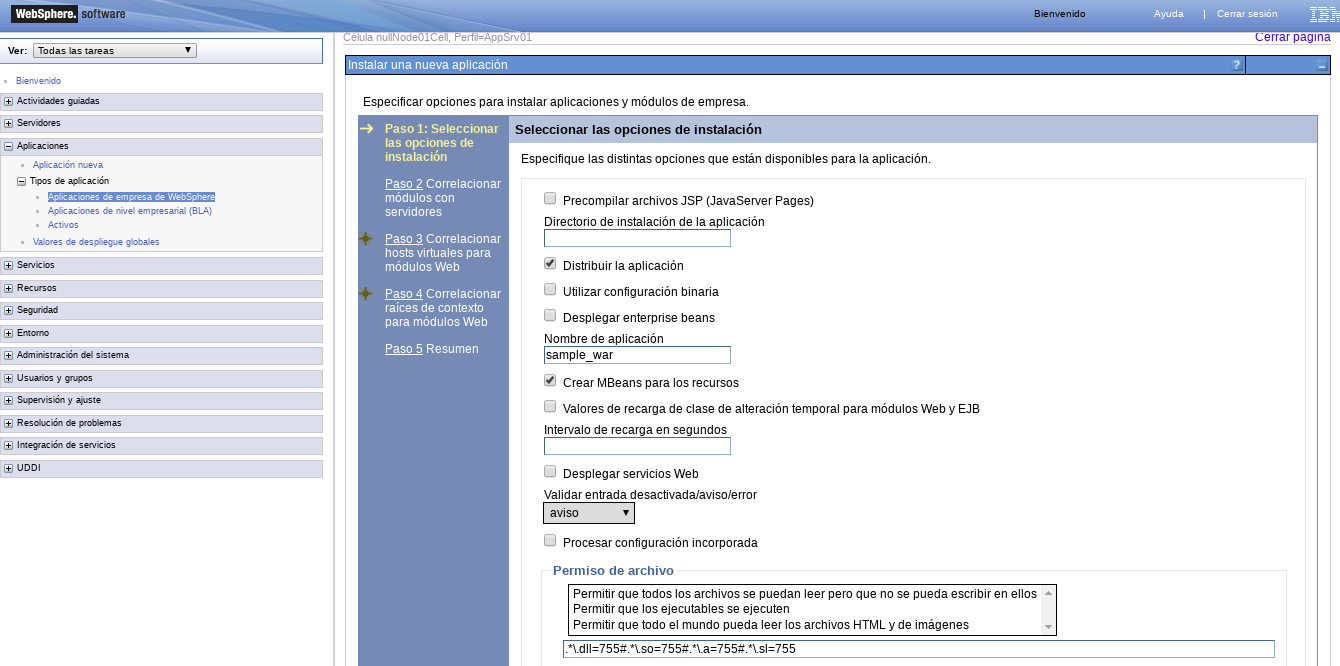 WebSphere. software
Bienvenido
Ayuda | Cerrar sesión
IBM
Ver: Todas las tareas
Bienvenido
Actividades guiadas
Servidores
Aplicaciones
Aplicación nueva
Tipos de aplicación
Aplicaciones de empresa de WebSphere
Aplicaciones de nivel empresarial (BLA)
Activos
Valores de despliegue globales
Servicios
Recursos
Seguridad
Entorno
Administración del sistema
Usuarios y grupos
Supervisión y ajuste
Resolución de problemas
Integración de servicios
UDDI
Célula nullNode01Cell, Perfil=AppSrv01
Cerrar página
Instalar una nueva aplicación
?
Especificar opciones para instalar aplicaciones y módulos de empresa.
Paso 1: Seleccionar
las opciones de
instalación
Paso 2 Correlacionar
módulos con
servidores
Paso 3 Correlacionar
hosts virtuales para
módulos Web
Paso 4 Correlacionar
raíces de contexto
para módulos Web
Paso 5 Resumen
Seleccionar las opciones de instalación
Especifique las distintas opciones que están disponibles para la aplicación.
Precompilar archivos JSP (JavaServer Pages)
Directorio de instalación de la aplicación
Distribuir la aplicación
Utilizar configuración binaria
Desplegar enterprise beans
Nombre de aplicación
sample_war
Crear MBeans para los recursos
Valores de recarga de clase de alteración temporal para módulos Web y EJB
Intervalo de recarga en segundos
Desplegar servicios Web
Validar entrada desactivada/aviso/error
aviso
Procesar configuración incorporada
Permiso de archivo
Permitir que todos los archivos se puedan leer pero que no se pueda escribir en ellos
Permitir que los ejecutables se ejecuten
Permitir que todo el mundo pueda leer los archivos HTML y de imágenes
.*\.dll=755#.*\.so=755#.*\.a=755#.*\.sl=755